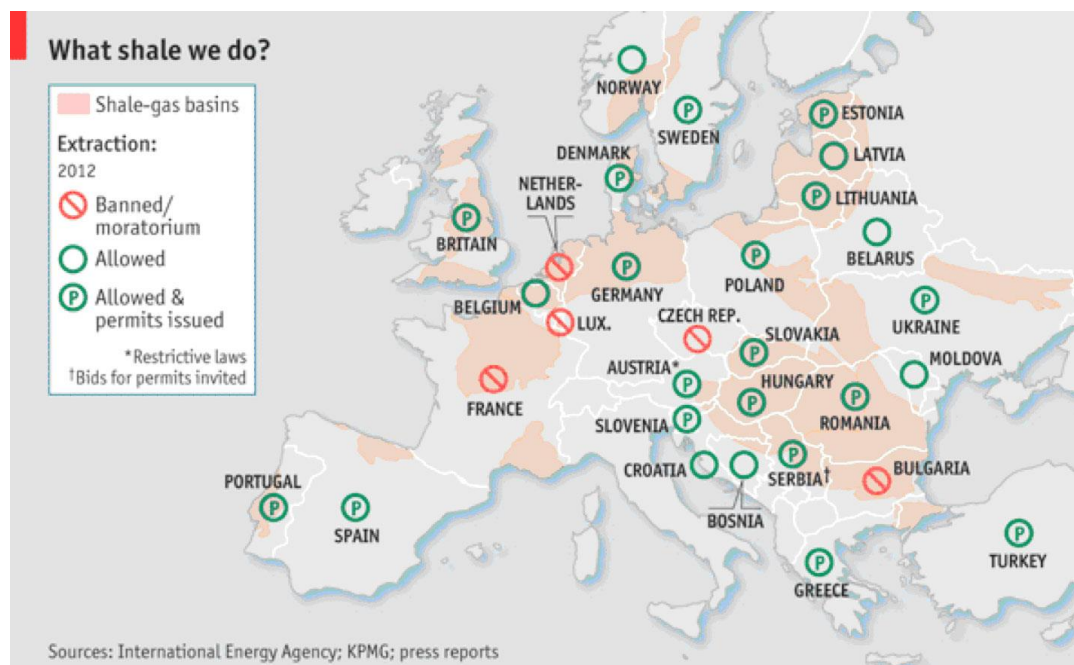 What shale we do?
Shale-gas basins
Extraction:
2012
Banned/
moratorium
Allowed
P Allowed &
permits issued
*Restrictive laws
†Bids for permits invited
NORWAY
P
SWEDEN
P ESTONIA
LATVIA
P LITHUANIA
BELARUS
DENMARK
P
NETHER-
LANDS
P
BRITAIN
BELGIUM
LUX.
P
GERMANY
P
POLAND
CZECH REP.
P
UKRAINE
SLOVAKIA
P
MOLDOVA
AUSTRIA*
P
HUNGARY
P
P
ROMANIA
FRANCE
SLOVENIA P
CROATIA
BOSNIA
P
SERBIA†
BULGARIA
PORTUGAL
P
P
SPAIN
P
GREECE
P
TURKEY
Sources: International Energy Agency; KPMG; press reports